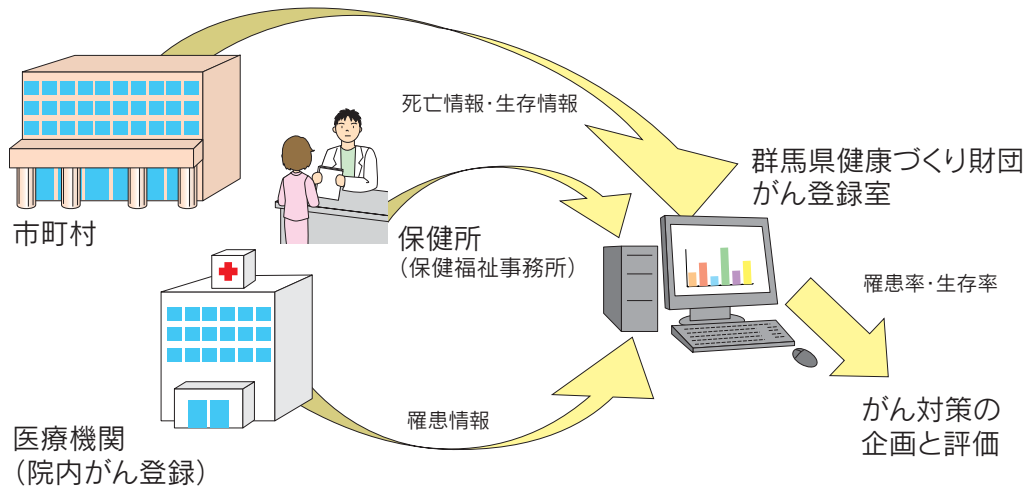 死亡情報・生存情報
群馬県健康づくり財団
がん登録室
市町村
保健所
（保健福祉事務所）
罹患率・生存率
罹患情報
がん対策の
企画と評価
医療機関
（院内がん登録）